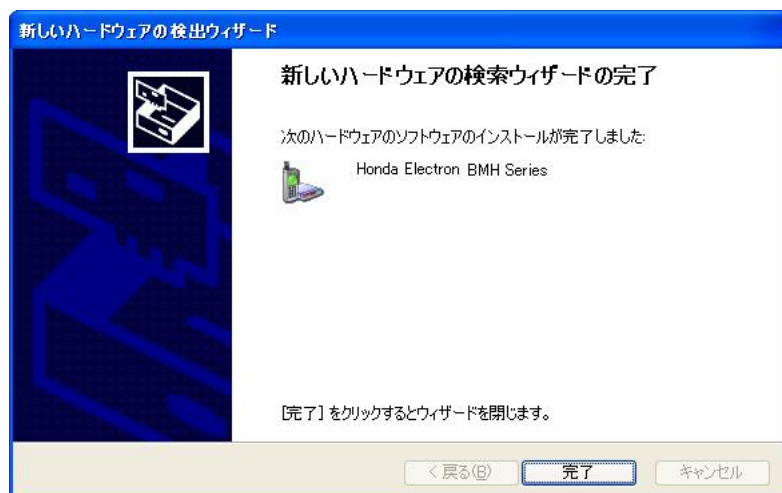 新しいハードウェアの検出ウィザード
新しいハードウェアの検索ウィザードの完了
次のハードウェアのソフトウェアのインストールが完了しました:
Honda Electron BMH Series
[完了] をクリックするとウィザードを閉じます。
< 戻る(B) 完了 キャンセル